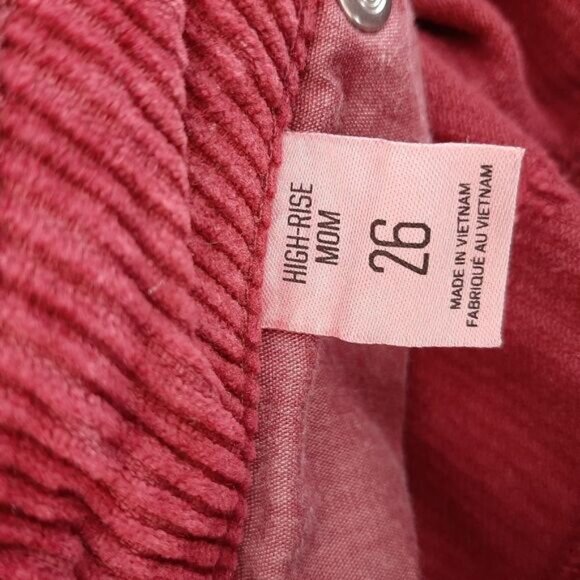 HIGH-RISE
MOM
26
MADE IN VIETNAM
FABRIQUÉ AU VIETNAM